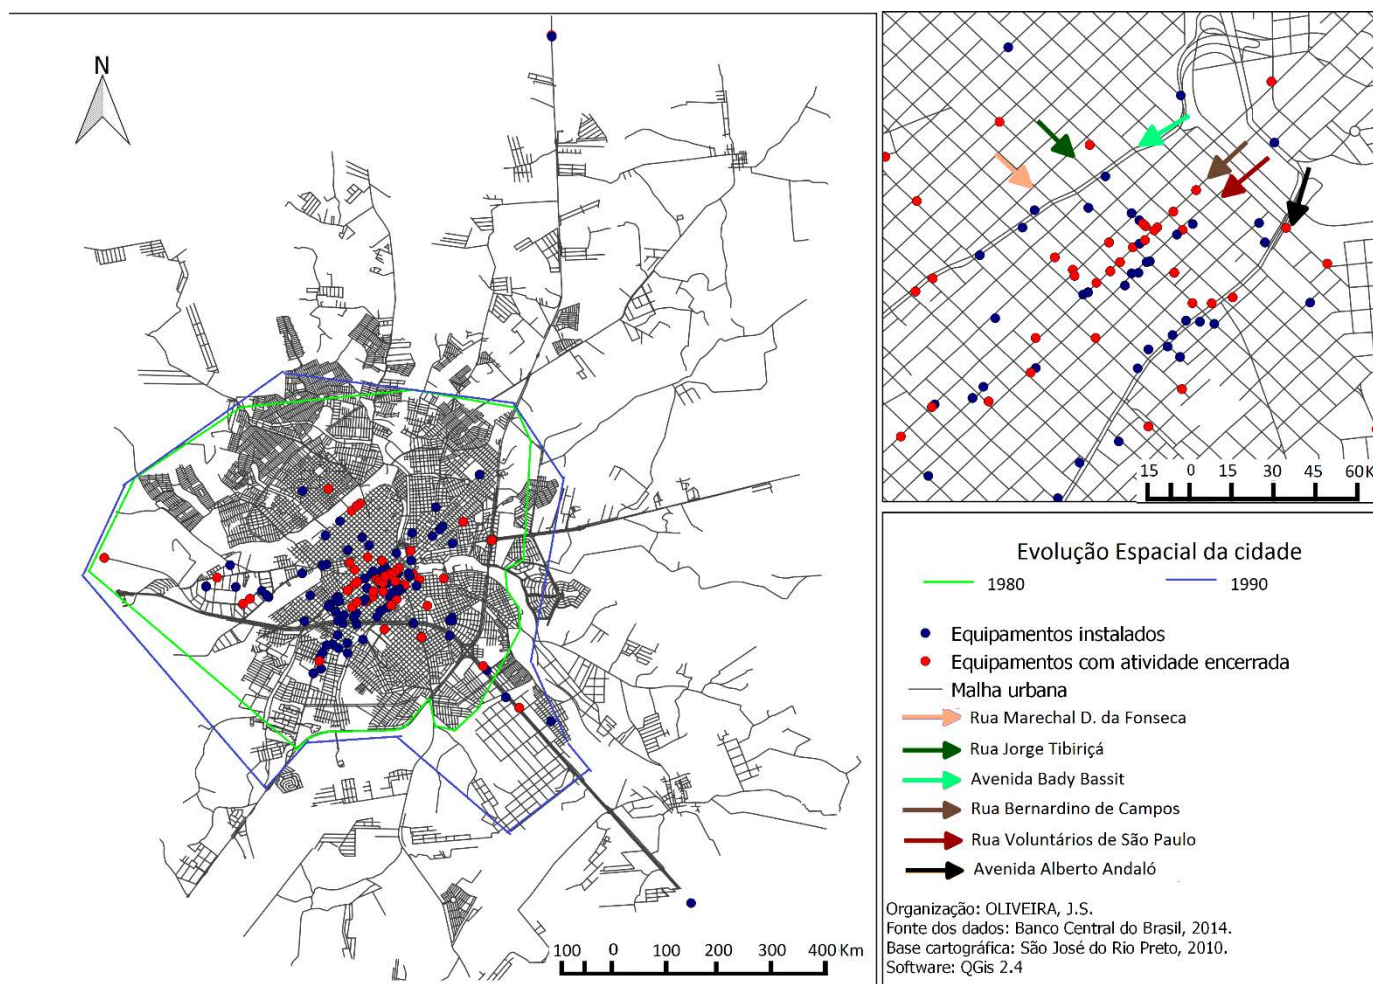 N
100 0 100 200 300 400 Km
15 0 15 30 60 K
Evolução Espacial da cidade
1980 1990
Equipamentos instalados
Equipamentos com atividade encerrada
Malha urbana
Rua Marechal D. da Fonseca
Rua Jorge Tibiriçá
Avenida Bady Bassit
Rua Bernardino de Campos
Rua Voluntários de São Paulo
Avenida Alberto Andaló
Organização: OLIVEIRA, J.S.
Fonte dos dados: Banco Central do Brasil, 2014.
Base cartográfica: São José do Rio Preto, 2010.
Software: QGis 2.4